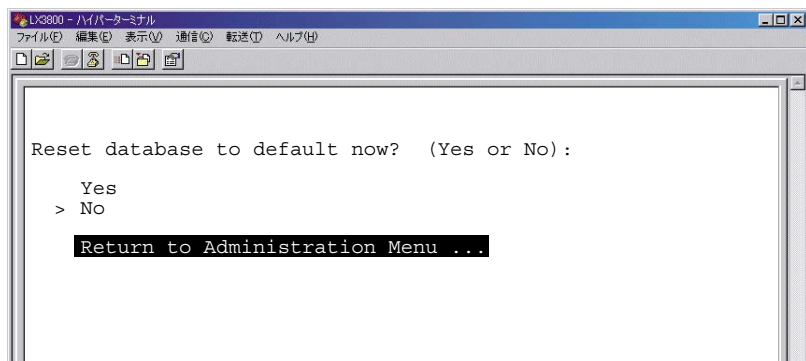 LX3800 - ハイパーターミナル
ファイル(F) 編集(E) 表示(V) 通信(C) 転送(T) ヘルプ(H)
Reset database to default now?  (Yes or No):
Yes
> No
Return to Administration Menu ...